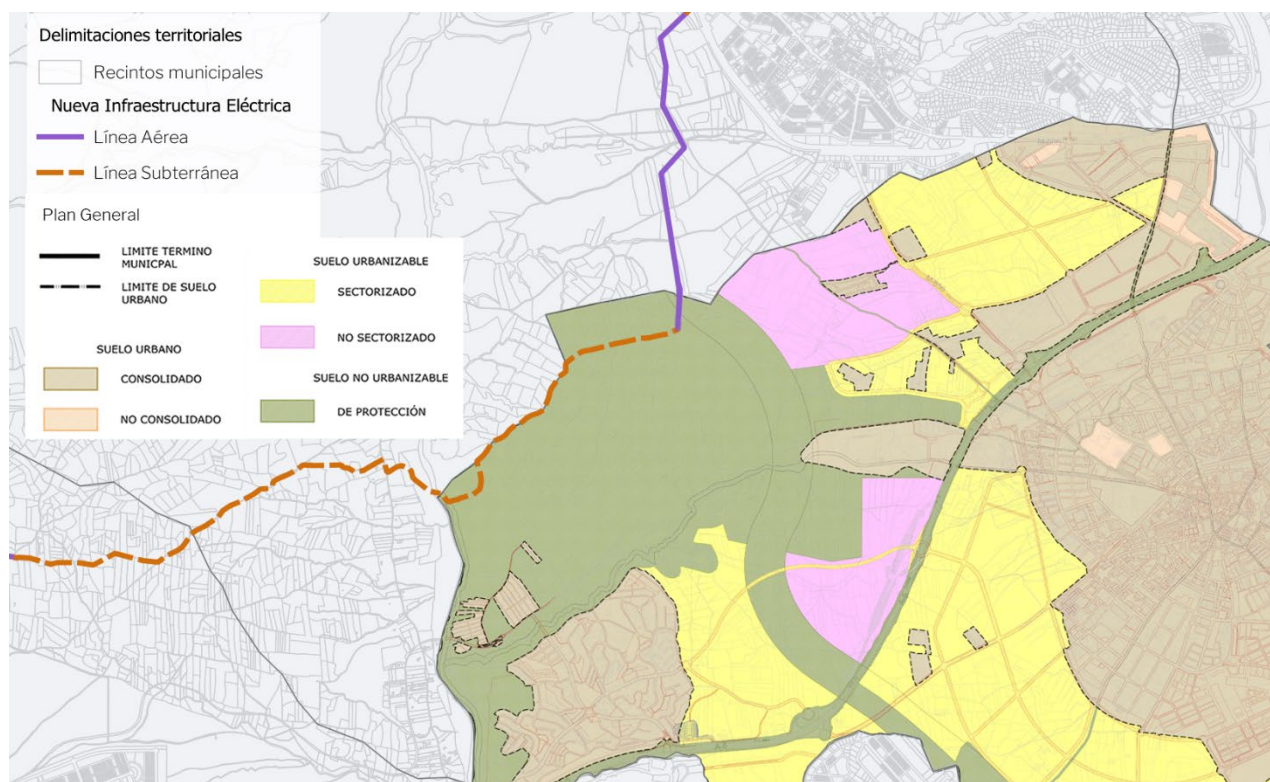 Delimitaciones territoriales
Recintos municipales
Nueva Infraestructura Eléctrica
Línea Aérea
Línea Subterránea
Plan General
LIMITE TERMINO
MUNICPAL
LIMITE DE SUELO
URBANO
SUELO URBANO
CONSOLIDADO
NO CONSOLIDADO
SUELO URBANIZABLE
SECTORIZADO
NO SECTORIZADO
SUELO NO URBANIZABLE
DE PROTECCIÓN